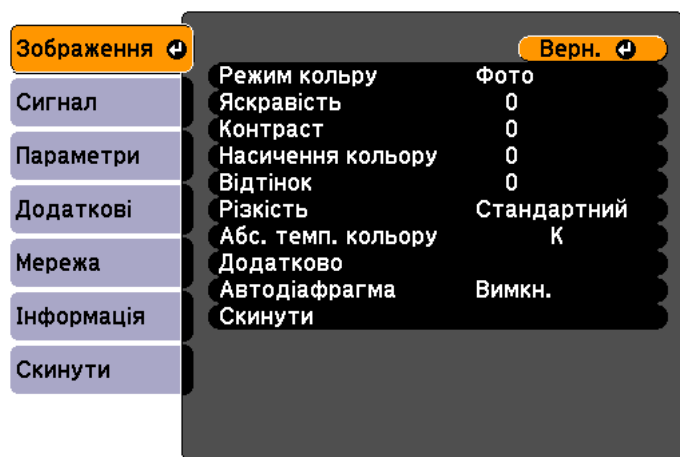 Зображення
Сигнал
Параметри
Додаткові
Мережа
Інформація
Скинути
Верн.
Режим кольру Фото
Яскравість 0
Контраст 0
Насичення кольору 0
Відтінок 0
Різкість Стандартний
Абс. темп. кольору К
Додатково
Автодіафрагма Вимкн.
Скинути